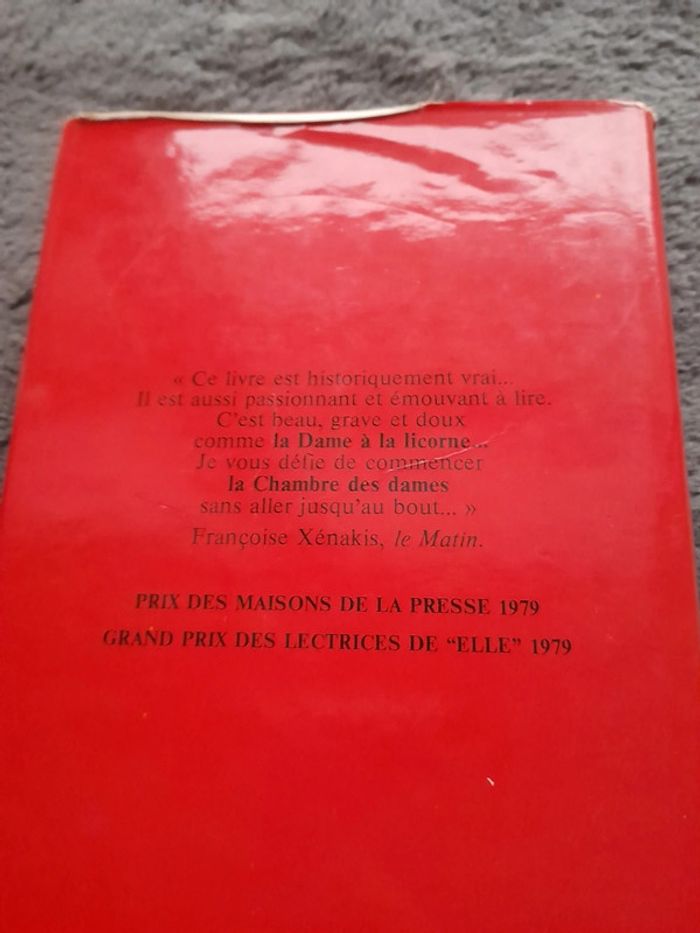 « Ce livre est historiquement vrai...
Il est aussi passionnant et émouvant à lire.
C'est beau, grave et doux
comme la Dame à la licorne...
Je vous défie de commencer
la Chambre des dames
sans aller jusqu'au bout... »
Françoise Xénakis, le Matin.
PRIX DES MAISONS DE LA PRESSE 1979
GRAND PRIX DES LECTRICES DE "ELLE" 1979